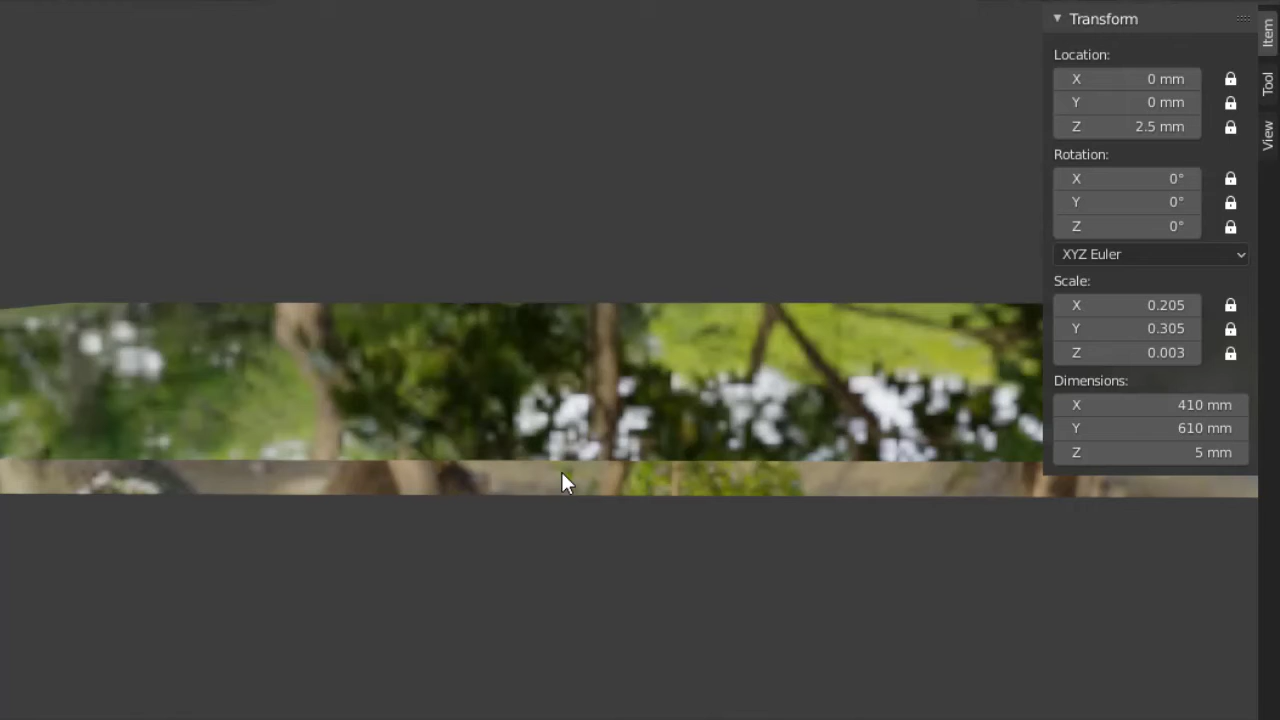 Transform
Location:
X 0 mm
Y 0 mm
Z 2.5 mm
Rotation:
X 0°
Y 0°
Z 0°
XYZ Euler
Scale:
X 0.205
Y 0.305
Z 0.003
Dimensions:
X 410 mm
Y 610 mm
Z 5 mm
Item
Tool
View